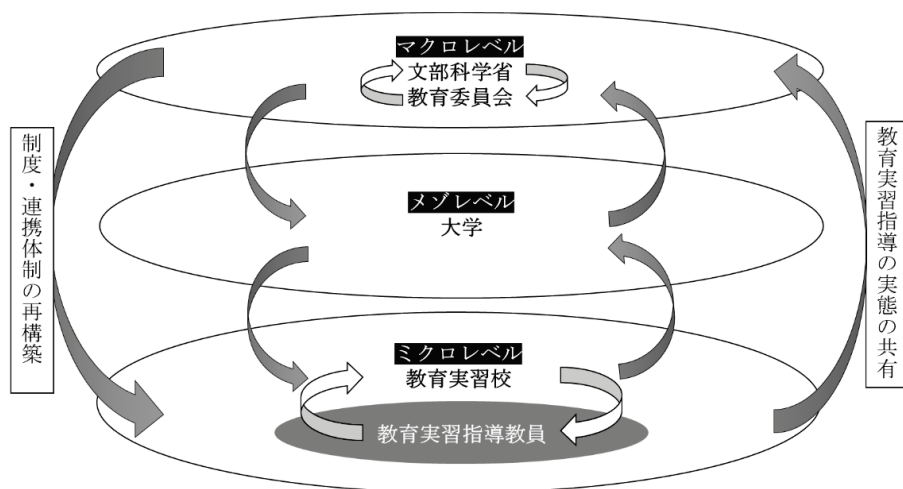 マクロレベル
文部科学省
教育委員会
制度・連携体制の再構築
メゾレベル
大学
教育実習指導の実態の共有
ミクロレベル
教育実習校
教育実習指導教員